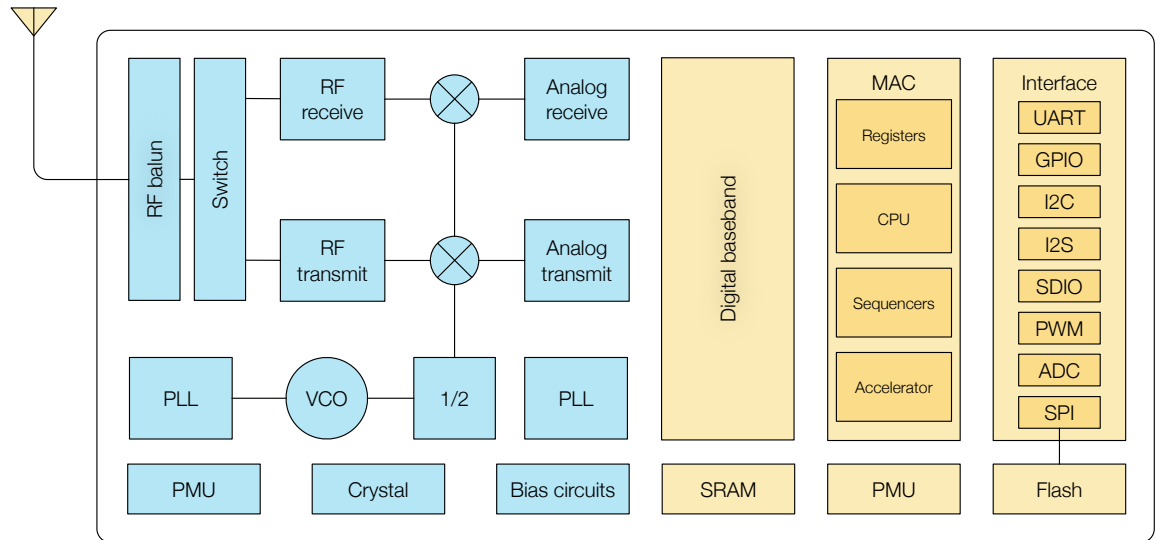 RF balun
Switch
RF
receive
Analog
receive
RF
transmit
Analog
transmit
PLL
VCO
1/2
PLL
PMU
Crystal
Bias circuits
Digital baseband
SRAM
MAC
Registers
CPU
Sequencers
Accelerator
PMU
Interface
UART
GPIO
I2C
I2S
SDIO
PWM
ADC
SPI
Flash